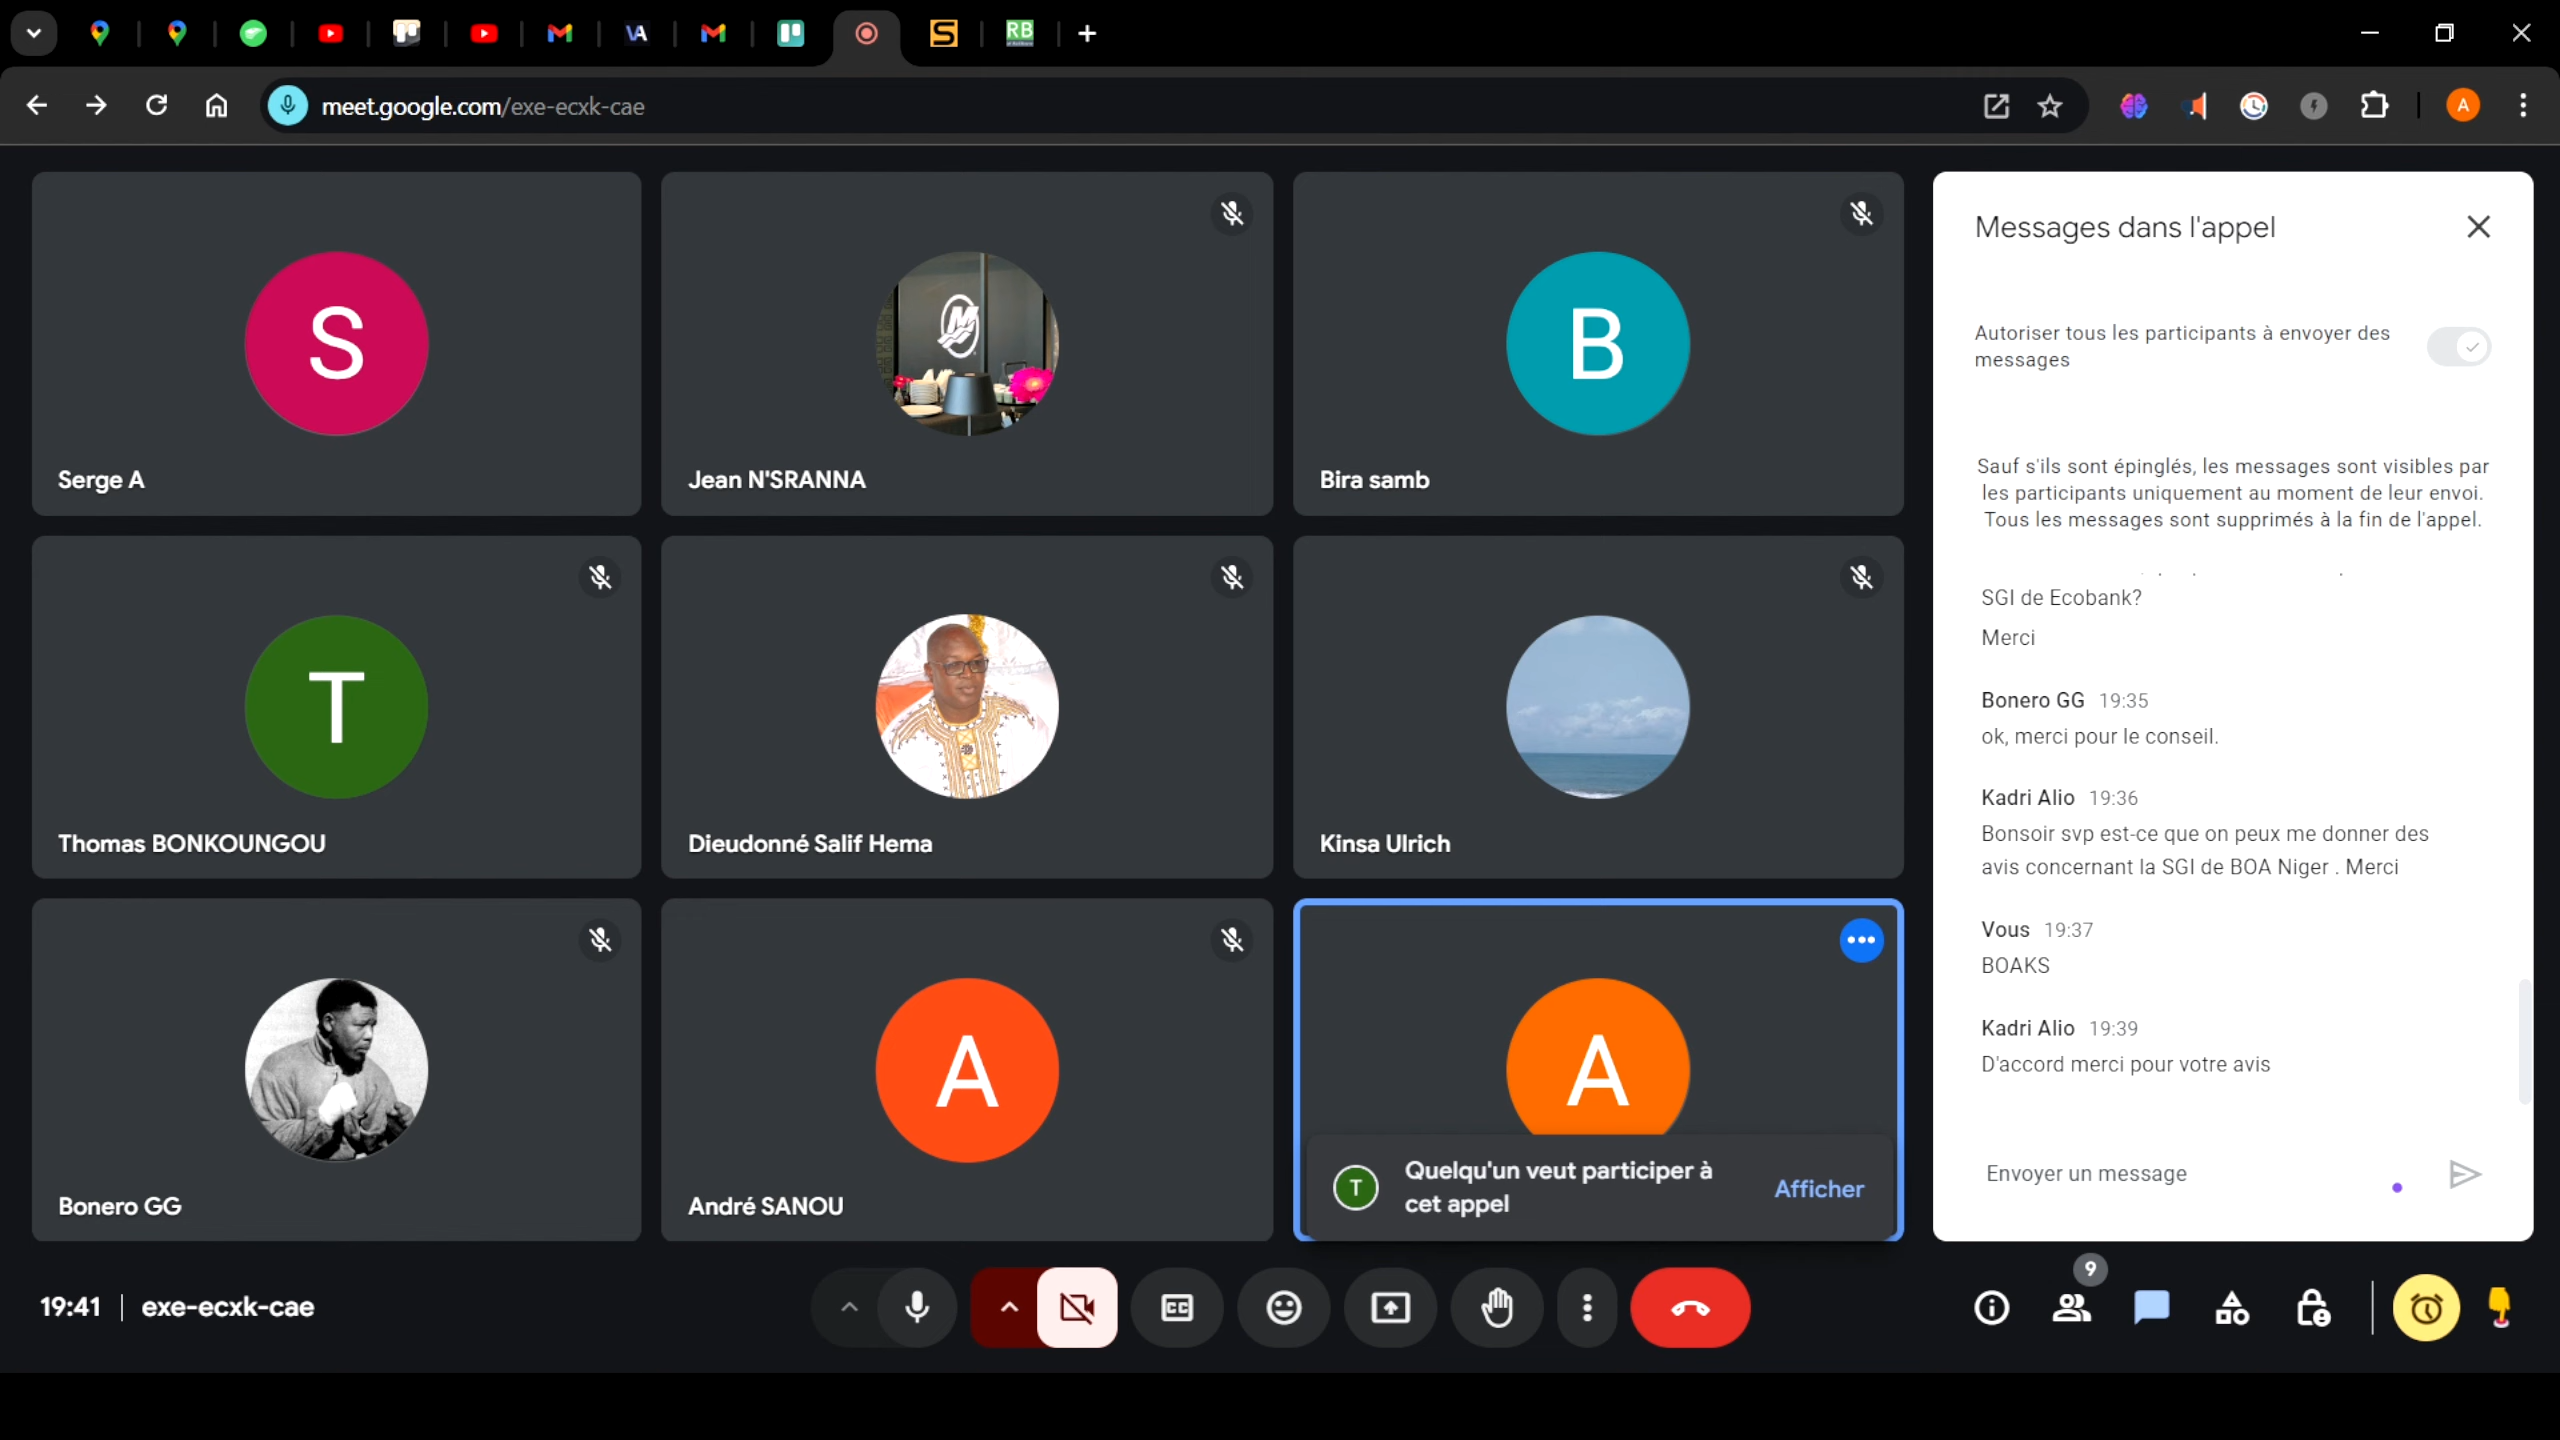 VA
S
RB
meet.google.com/exe-ecxk-cae
A
S
Serge A
Jean N'SRANNA
B
Bira samb
T
Thomas BONKOUNGOU
Dieudonné Salif Hema
Kinsa Ulrich
Bonero GG
A
André SANOU
A
T
Quelqu'un veut participer à
cet appel
Afficher
Messages dans l'appel
Autoriser tous les participants à envoyer des
messages
Sauf s'ils sont épinglés, les messages sont visibles par
les participants uniquement au moment de leur envoi.
Tous les messages sont supprimés à la fin de l'appel.
SGI de Ecobank?
Merci
Bonero GG 19:35
ok, merci pour le conseil.
Kadri Alio 19:36
Bonsoir svp est-ce que on peux me donner des
avis concernant la SGI de BOA Niger . Merci
Vous 19:37
BOAKS
Kadri Alio 19:39
D'accord merci pour votre avis
Envoyer un message
19:41 | exe-ecxk-cae
CC
9